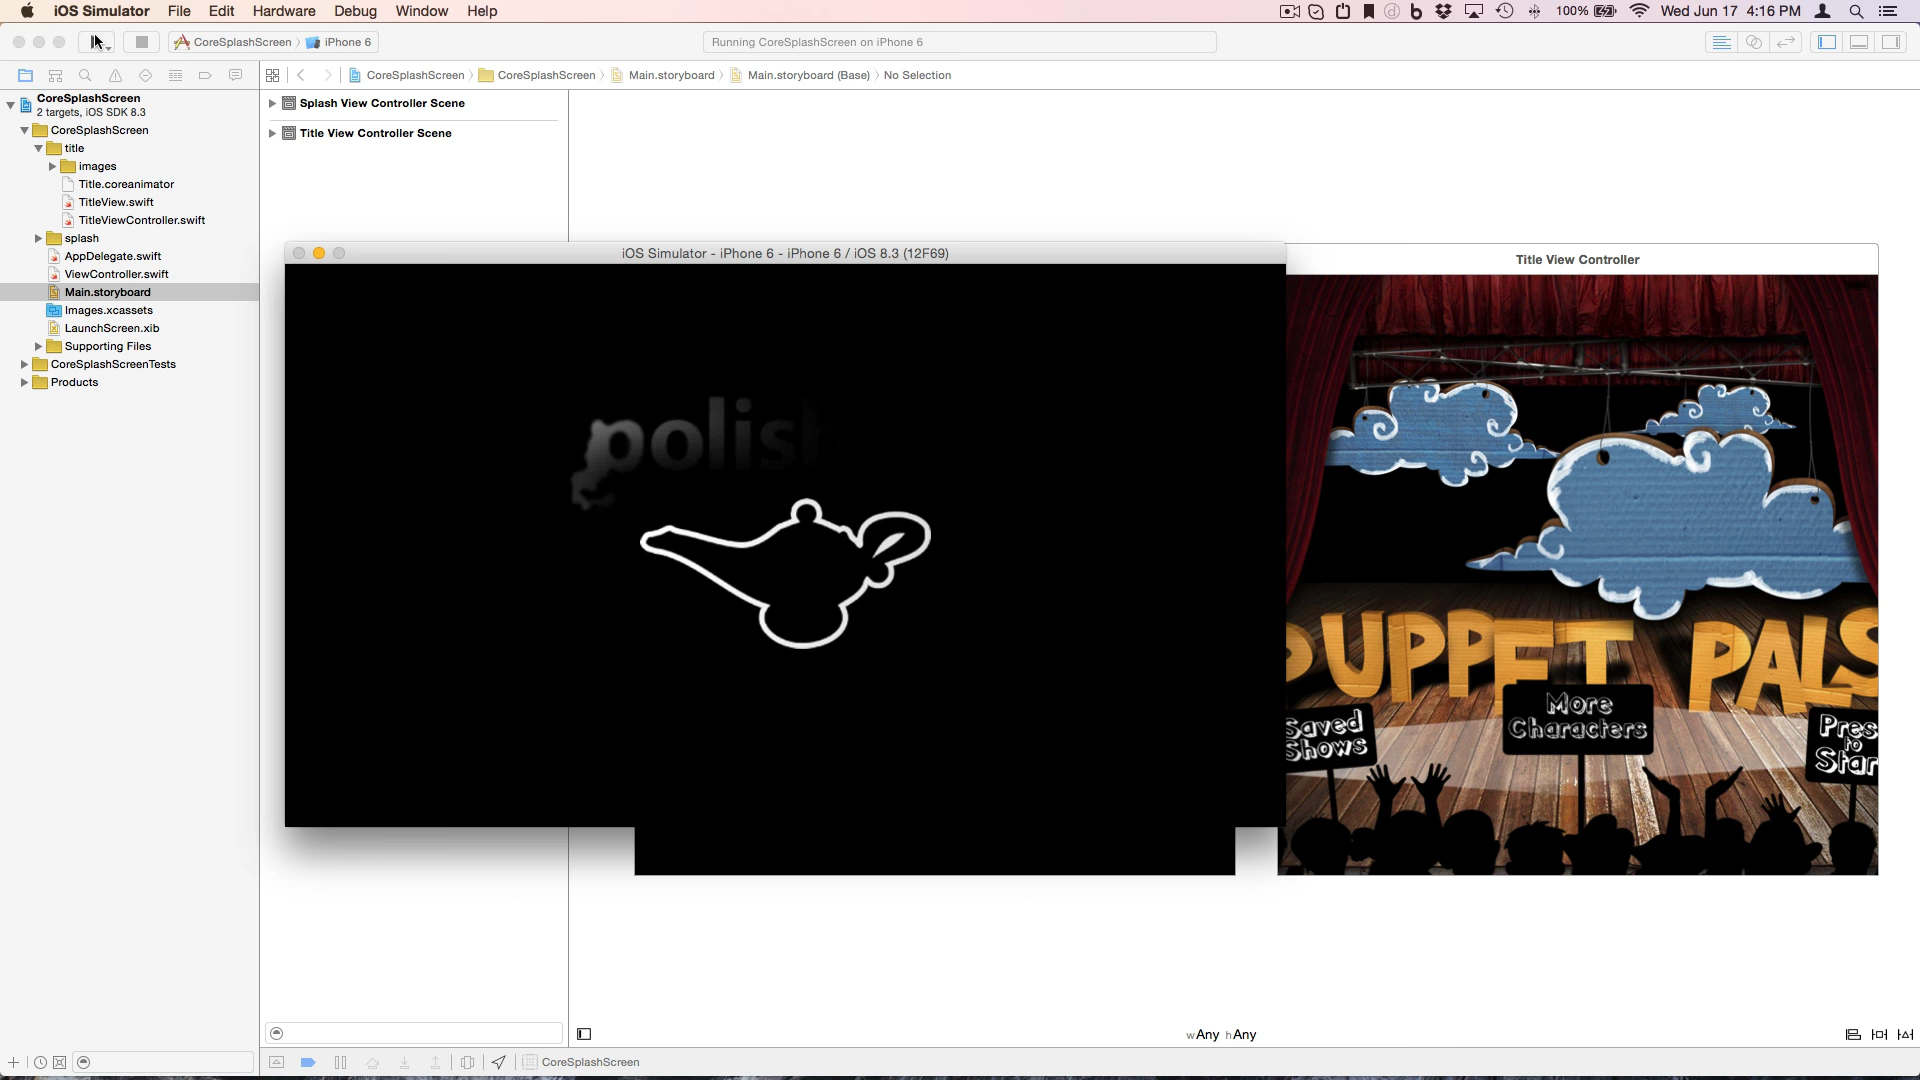 iOS Simulator File Edit Hardware Debug Window Help 100% Wed Jun 17 4:16 PM
CoreSplashScreen iPhone 6 Running CoreSplashScreen on iPhone 6
CoreSplashScreen CoreSplashScreen Main.storyboard Main.storyboard (Base) No Selection
CoreSplashScreen
2 targets, iOS SDK 8.3
CoreSplashScreen
title
images
Title.coreanimator
TitleView.swift
TitleViewController.swift
splash
AppDelegate.swift
ViewController.swift
Main.storyboard
Images.xcassets
LaunchScreen.xib
Supporting Files
CoreSplashScreenTests
Products
Splash View Controller Scene
Title View Controller Scene
iOS Simulator - iPhone 6 - iPhone 6 / iOS 8.3 (12F69)
polish
Title View Controller
PUPPET PALS
Saved
Shows
More
Characters
Pres
to
Star
wAny hAny
CoreSplashScreen